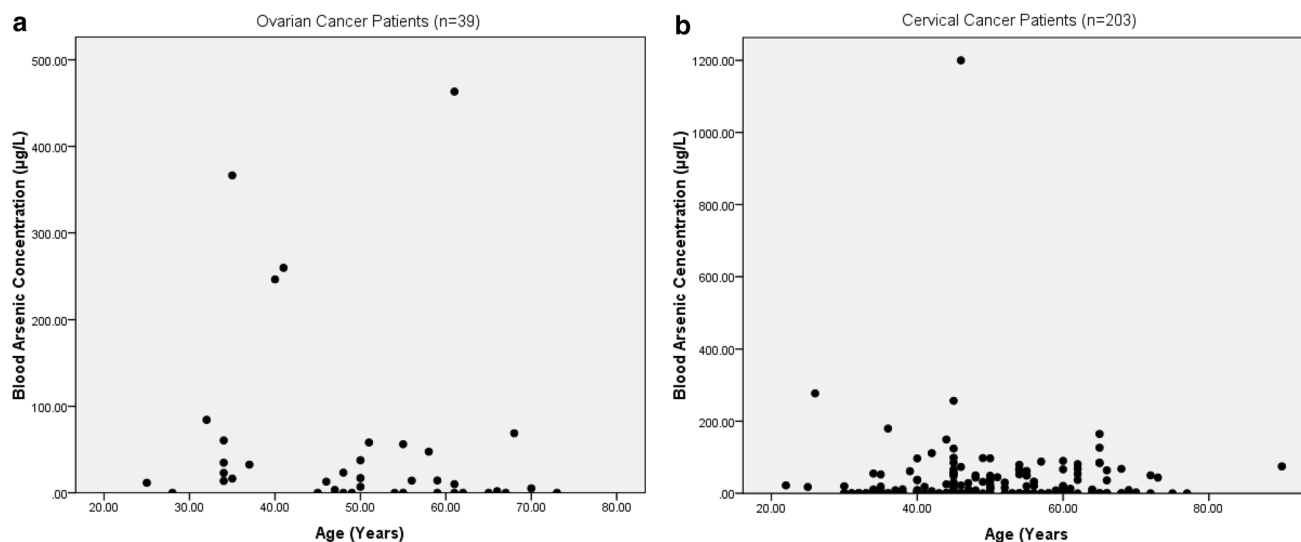 a
Ovarian Cancer Patients (n=39)
Blood Arsenic Concentration (µg/L)
500.00
400.00
300.00
200.00
100.00
.00
20.00 30.00 40.00 50.00 60.00 70.00 80.00
Age (Years)
b
Cervical Cancer Patients (n=203)
Blood Arsenic Cencentration (µg/L)
1200.00
1000.00
800.00
600.00
400.00
200.00
.00
20.00 40.00 60.00 80.00
Age (Years